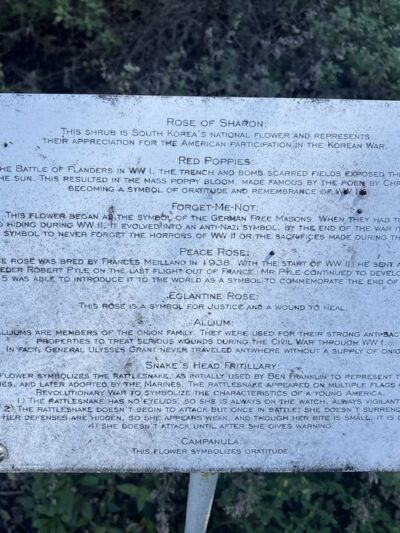 Rose of Sharon:
This shrub is South Korea's national flower and represents
their appreciation for the American participation in the Korean War.
Red Poppies:
he Battle of Flanders in WW I, the trench and bomb scarred fields exposed th
he sun. This resulted in the mass poppy bloom, made famous by the poem by Chr
becoming a symbol of gratitude and remembrance of WW
Forget-Me-Not:
This flower began as the symbol of the German Free Masons. When they had to
o hiding during WW II, it evolved into an anti-Nazi symbol. By the end of the war it
symbol to never forget the horrors of WW II or the sacrifices made during th
Peace Rose:
ce rose was bred by Francis Meilland in 1938. With the start of WW II, he sent a
eder Robert Pyle on the last flight out of France. Mr Pyle continued to develo
5 was able to introduce it to the world as a symbol to commemorate the end of
Eglantine Rose:
This rose is a symbol for Justice and a wound to heal.
Allium:
lliums are members of the onion family. They were used for their strong anti-bac
properties to treat serious wounds during the Civil War through WW I.
In fact, General Ulysses Grant never traveled anywhere without a supply of onio
Snake's Head Fritillary:
flower symbolizes the rattlesnake, as initially used by Ben Franklin to represent t
ies, and later adopted by the Marines. The rattlesnake appeared on multiple flags
Revolutionary War to symbolize the characteristics of a young America.
1) The rattlesnake has no eyelids, so she is always on the watch, always vigilant
2) The rattlesnake doesn't begin to attack but once in battle, she doesn't surrend
Her defenses are hidden, so she appears weak, and though her bite is small, it is d
4) She doesn't attack until after she gives warning
Campanula:
This flower symbolizes gratitude